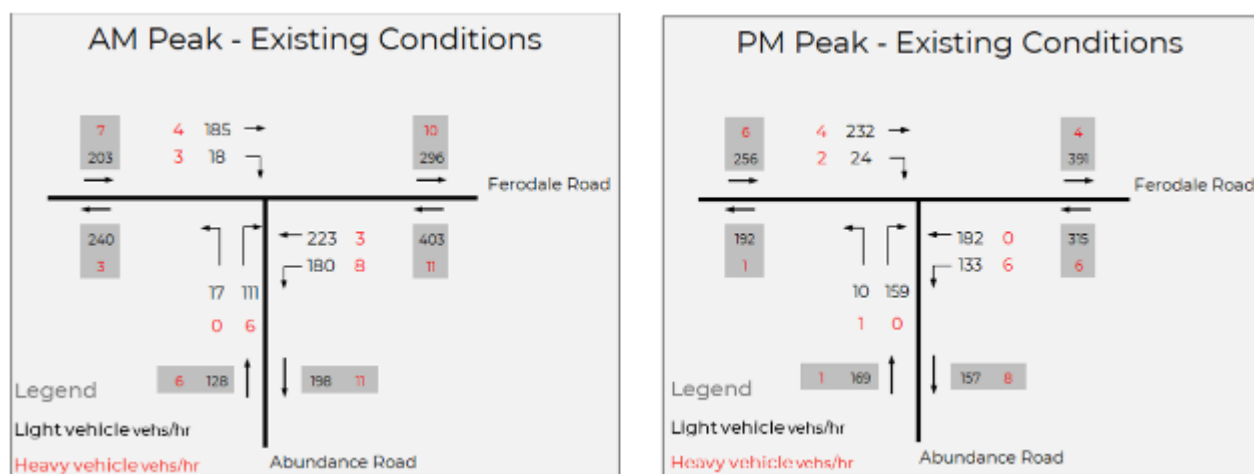 AM Peak - Existing Conditions
7 4 185 10
203 3 18 296
Ferodale Road
240 223 3 403
3 180 8 11
17 111
0 6
6 128 198 11
Legend
Light vehicle vehs/hr
Heavy vehicle vehs/hr
Abundance Road
PM Peak - Existing Conditions
6 4 232 4
256 2 24 391
Ferodale Road
192 182 0 315
1 133 6 6
10 159
1 0
1 169 157 8
Legend
Light vehicle vehs/hr
Heavy vehicle vehs/hr
Abundance Road